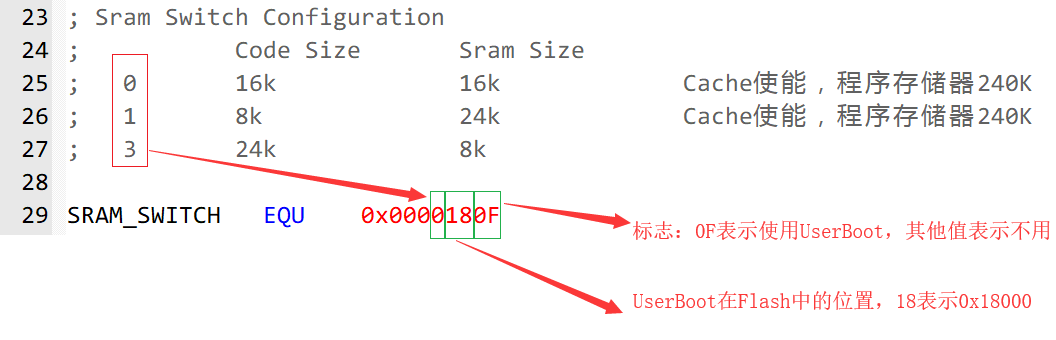 23 ; Sram Switch Configuration
24 ; Code Size Sram Size
25 ; 0 16k 16k Cache使能，程序存储器240K
26 ; 1 8k 24k Cache使能，程序存储器240K
27 ; 3 24k 8k
28
29 SRAM_SWITCH EQU 0x0000180F
标志：0F表示使用UserBoot，其他值表示不用
UserBoot在Flash中的位置，18表示0x18000